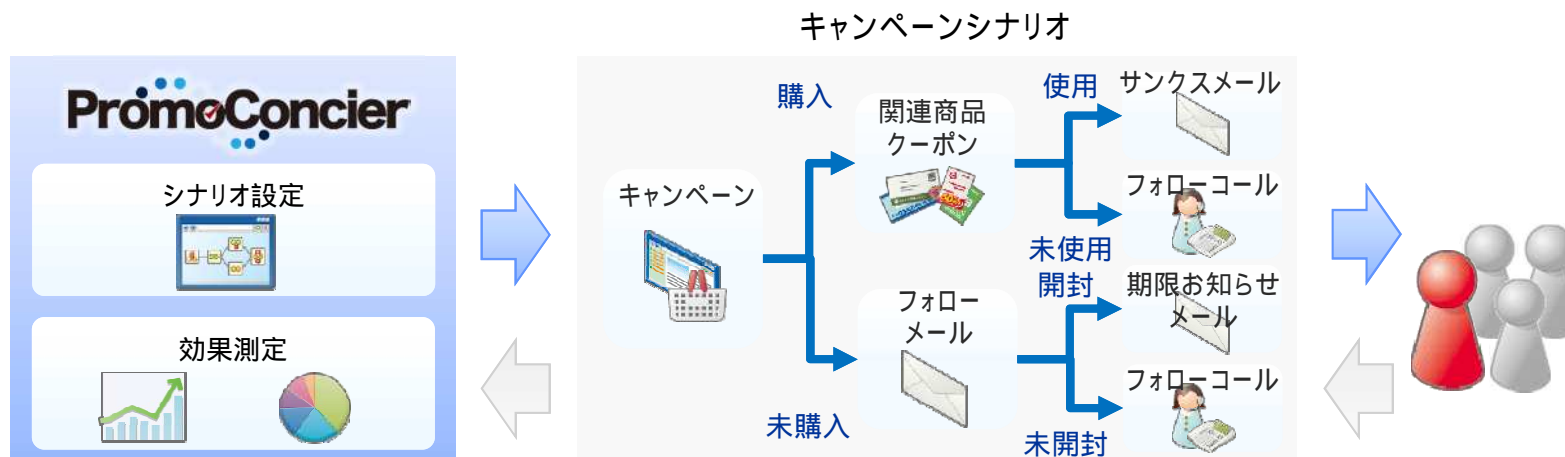 キャンペーンシナリオ
PromoConcier
シナリオ設定
効果測定
キャンペーン
購入
関連商品
クーポン
使用
サンクスメール
フォローコール
未使用
開封
期限お知らせ
メール
フォロー
メール
未購入
フォローコール
未開封